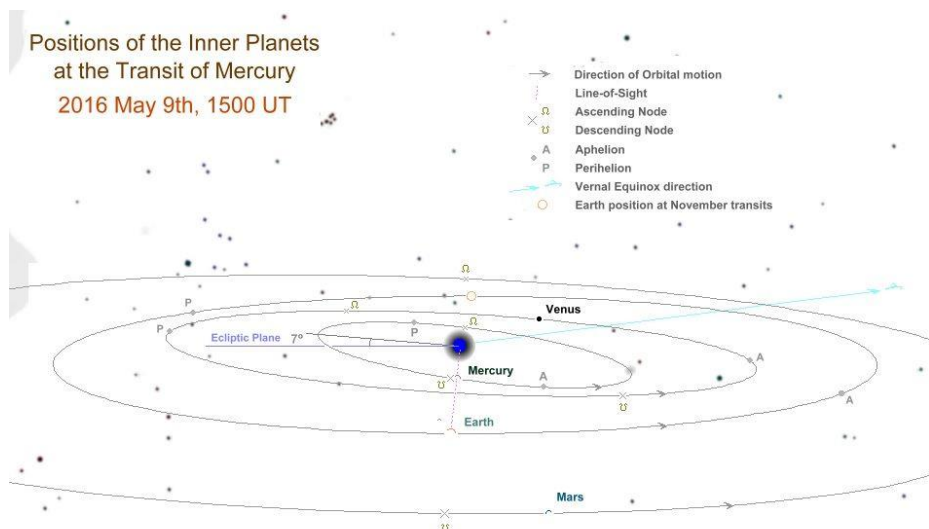 Positions of the Inner Planets
at the Transit of Mercury
2016 May 9th, 1500 UT
Direction of Orbital motion
Line-of-Sight
Ω Ascending Node
☋ Descending Node
A Aphelion
P Perihelion
Vernal Equinox direction
Earth position at November transits
Ω
P
Ω
Venus
P
P
Ω
Ecliptic Plane 7°
A
Mercury
☋
A
☋
A
Earth
Mars
☋